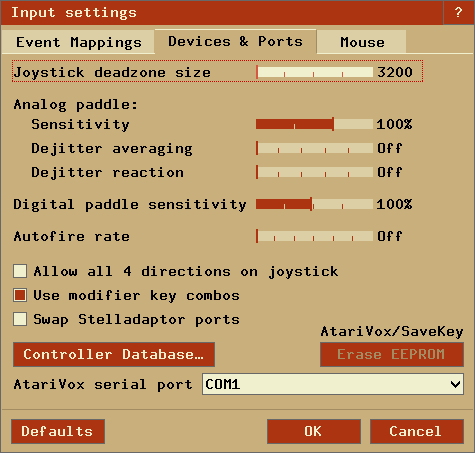 Input settings ?
Event Mappings Devices & Ports Mouse
Joystick deadzone size 3200
Analog paddle:
Sensitivity 100%
Dejitter averaging Off
Dejitter reaction Off
Digital paddle sensitivity 100%
Autofire rate Off
Allow all 4 directions on joystick
Use modifier key combos
Swap Stelladaptor ports
AtariVox/SaveKey
Controller Database… Erase EEPROM
AtariVox serial port COM1
Defaults OK Cancel